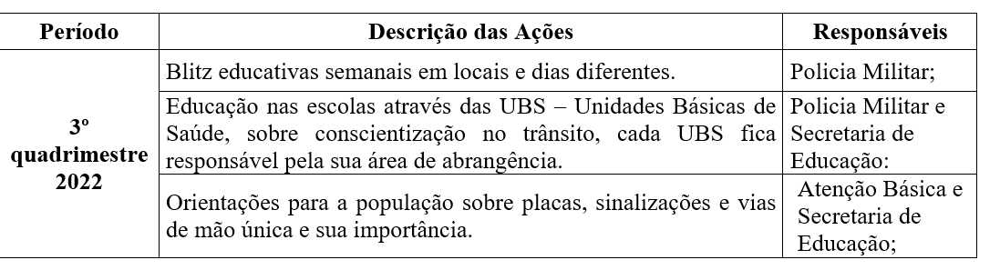 Período
Descrição das Ações
Responsáveis
3º
quadrimestre
2022
Blitz educativas semanais em locais e dias diferentes.
Policia Militar;
Educação nas escolas através das UBS – Unidades Básicas de
Saúde, sobre conscientização no trânsito, cada UBS fica
responsável pela sua área de abrangência.
Policia Militar e
Secretaria de
Educação:
Orientações para a população sobre placas, sinalizações e vias
de mão única e sua importância.
Atenção Básica e
Secretaria de
Educação;